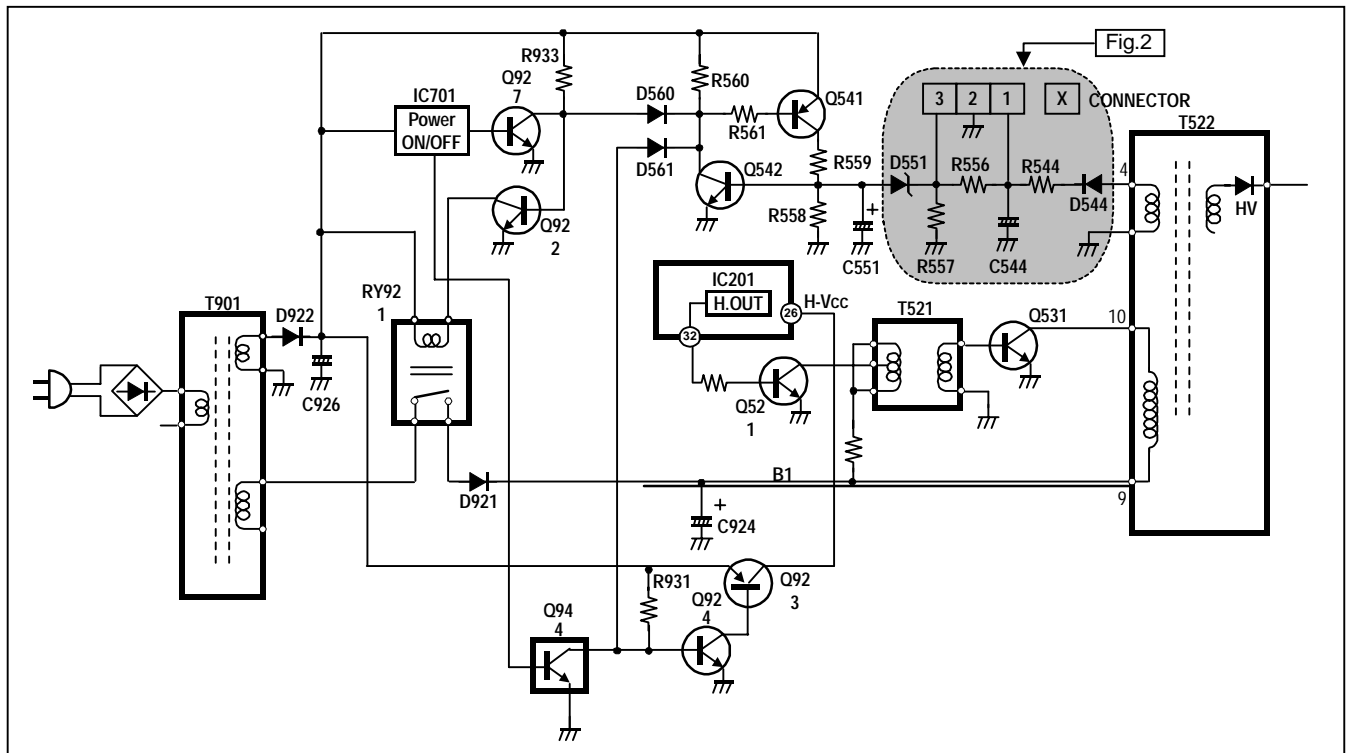 Fig.2
R933
Q92
7
R560
D560
Q541
3 2 1 X CONNECTOR
IC701
Power
ON/OFF
R561
T522
D561
Q542
R559
D551
R556
R544
4
Q92
2
R558
D544
HV
C551
R557
C544
IC201
H.OUT
26
H-Vcc
32
RY92
1
T901
D922
T521
Q531
10
C926
Q52
1
D921
B1
9
C924
R931
Q92
3
Q92
4
Q94
4
+
+